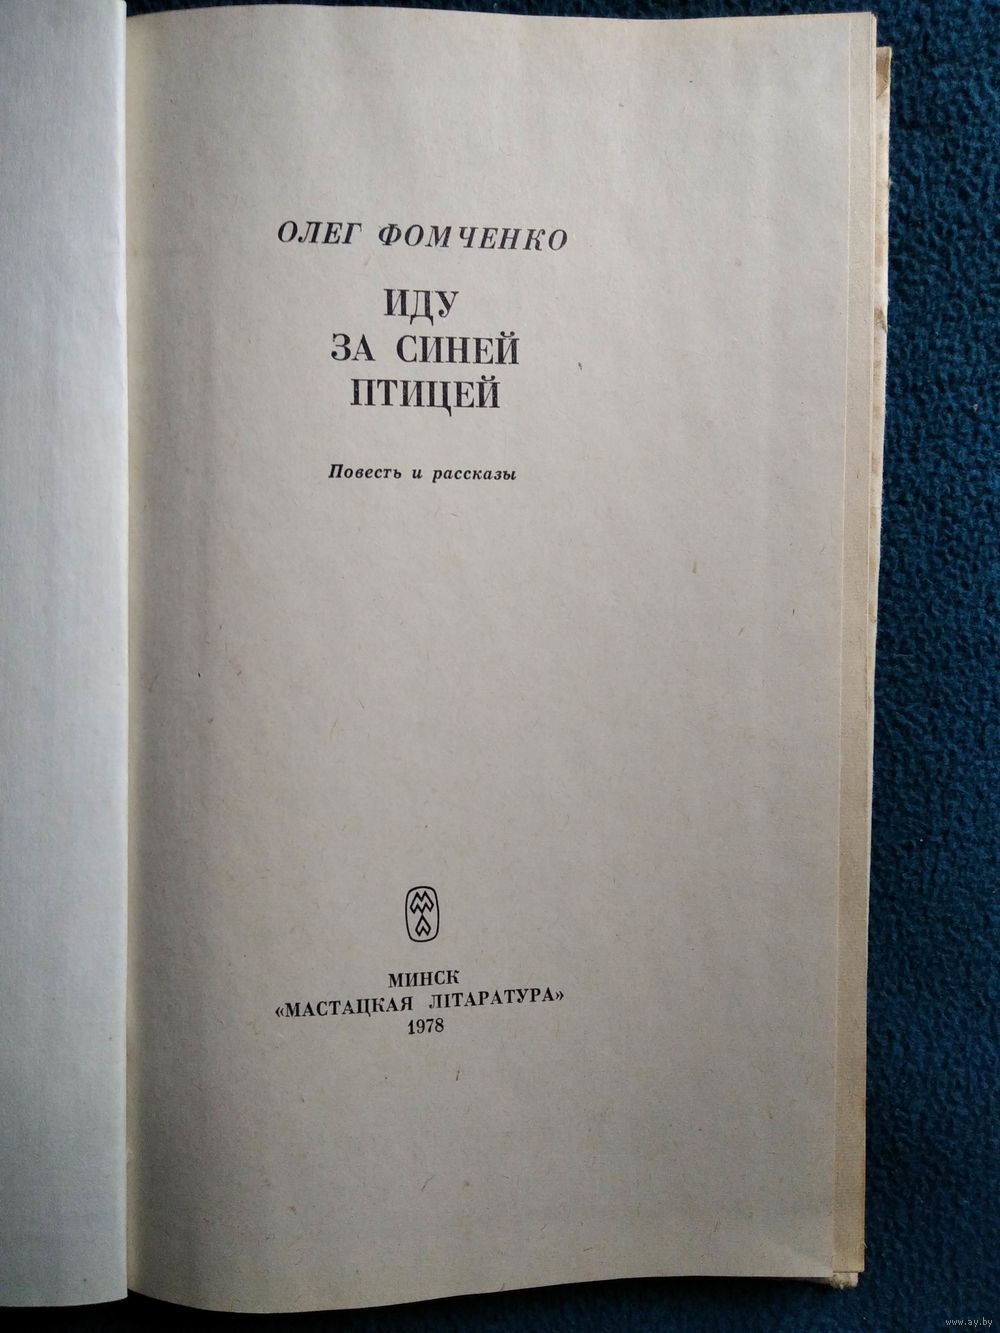 ОЛЕГ ФОМЧЕНКО
ИДУ
ЗА СИНЕЙ
ПТИЦЕЙ
Повесть и рассказы
МИНСК
«МАСТАЦКАЯ ЛІТАРАТУРА»
1978
www.ay.by